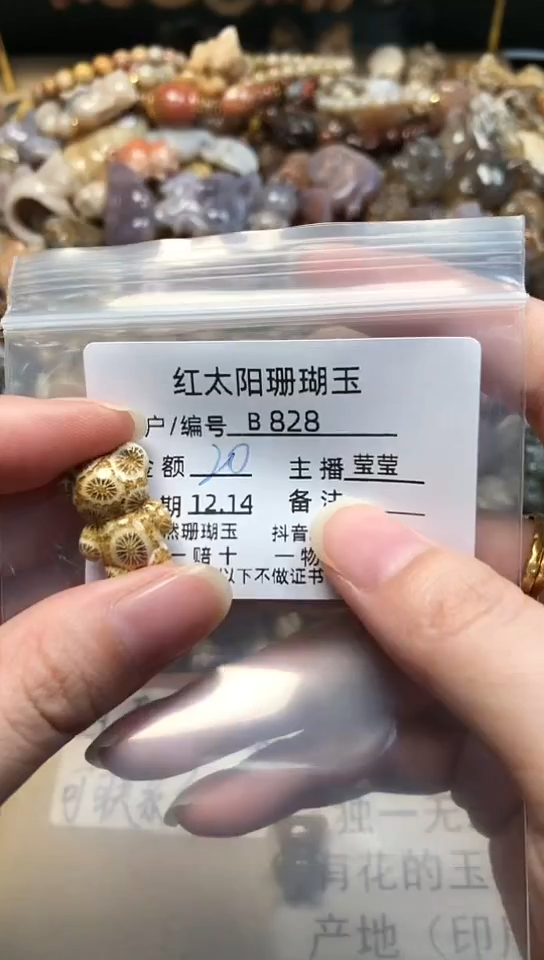 红太阳珊瑚玉
户/编号 B 828
金额 20 主播 莹莹
期 12.14 备注
然珊瑚玉 抖音
一赔十 一物
以下不做证书
独一无
有花的玉
产地（印